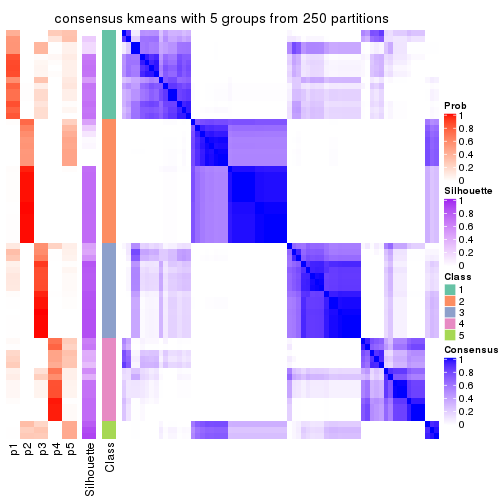 consensus kmeans with 5 groups from 250 partitions
Prob
1
0.8
0.6
0.4
0.2
0
Silhouette
1
0.8
0.6
0.4
0.2
0
Class
1
2
3
4
5
Consensus
1
0.8
0.6
0.4
0.2
0
p1
p2
p3
p4
p5
Silhouette
Class